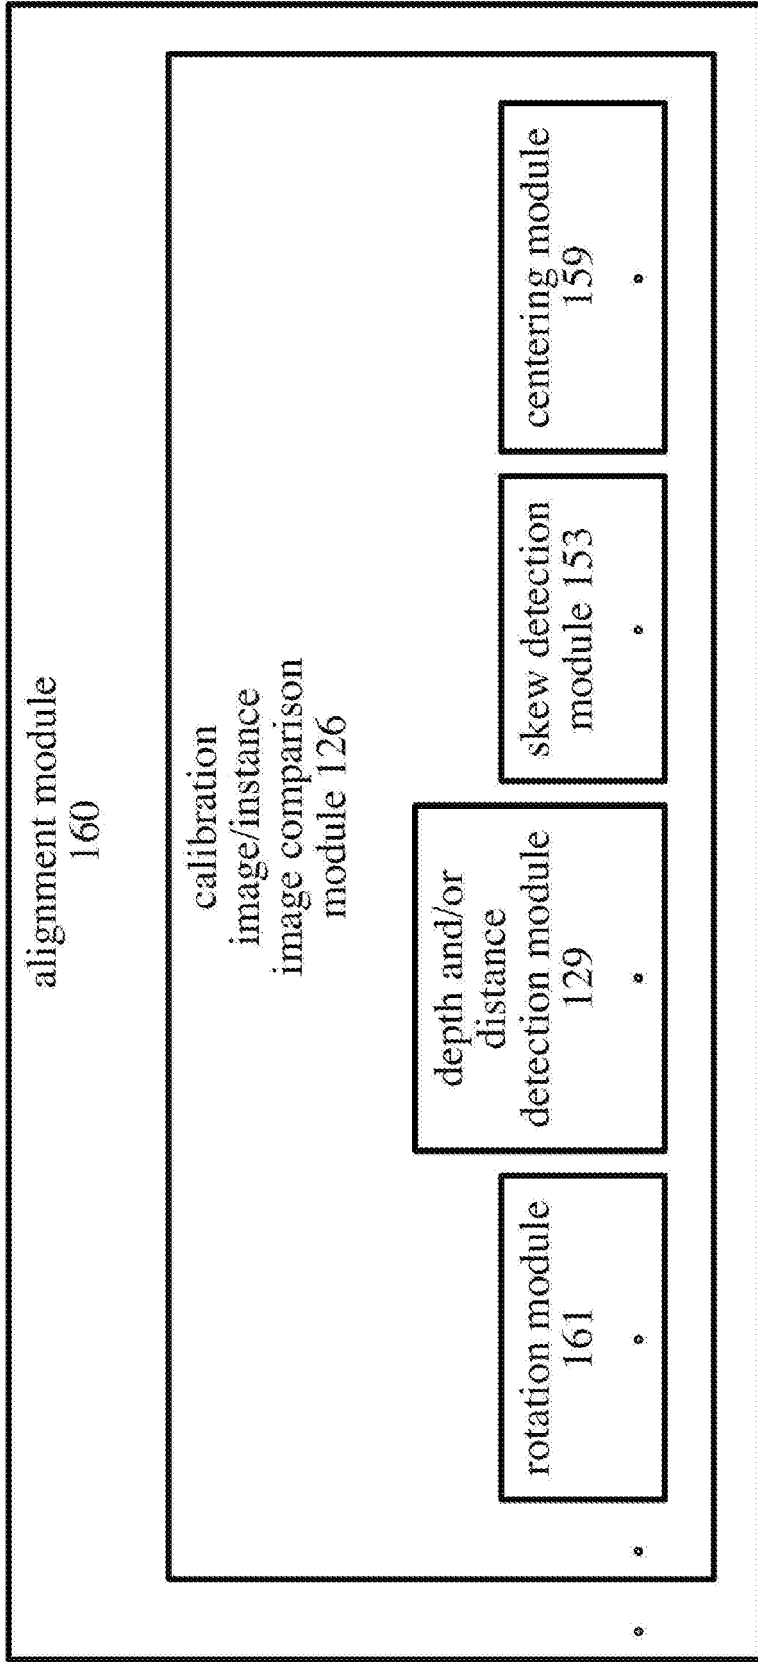 alignment module
160
calibration
image/instance
image comparison
module 126
rotation module
161
depth and/or
distance
detection module
129
skew detection
module 153
centering module
159